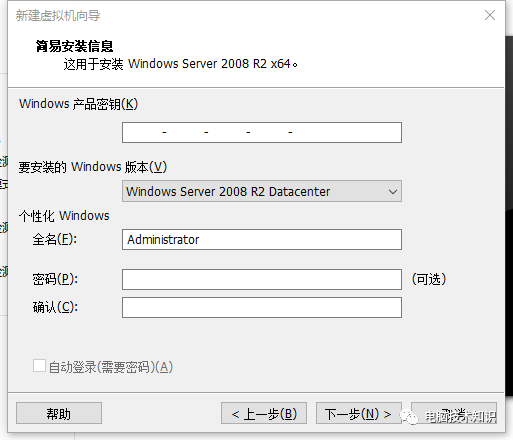 新建虚拟机向导
简易安装信息
这用于安装 Windows Server 2008 R2 x64。
Windows 产品密钥(K)
- - - -
要安装的 Windows 版本(V)
Windows Server 2008 R2 Datacenter
个性化 Windows
全名(F): Administrator
密码(P): (可选)
确认(C):
自动登录(需要密码)(A)
帮助 < 上一步(B) 下一步(N) > 取消
电脑技术知识